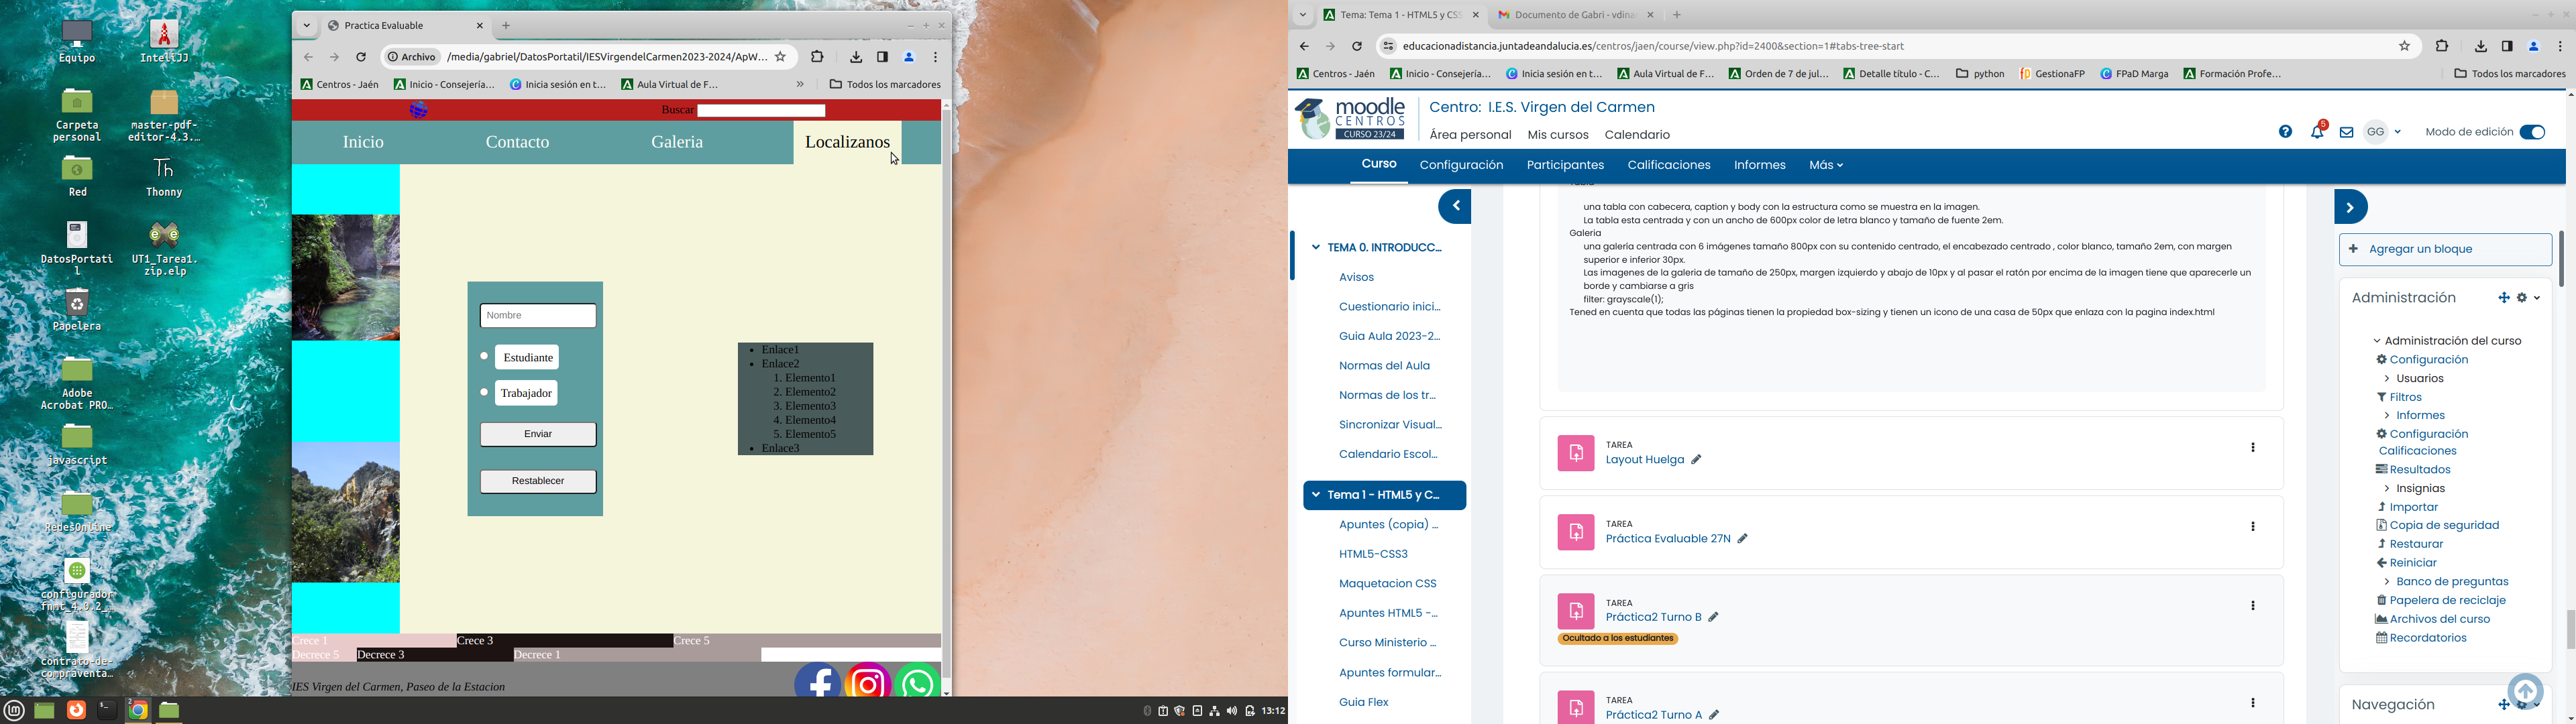 Equipo
InteliJJ
Carpeta
personal
master-pdf-
editor-4.3.…
Red
Thonny
DatosPortati
l
UT1_Tarea1.
zip.elp
Papelera
Adobe
Acrobat PRO…
javascript
RedesOnline
configurador
fnmt_4.0.2_…
contrato-de-
compraventa…
Practica Evaluable
Archivo
/media/gabriel/DatosPortatil/IESVirgendelCarmen2023-2024/ApW…
Centros - Jaén
Inicio - Consejería…
Inicia sesión en t…
Aula Virtual de F…
»
Todos los marcadores
Buscar
Inicio
Contacto
Galeria
Localizanos
Nombre
Estudiante
Trabajador
Enviar
Restablecer
Enlace1
Enlace2
1. Elemento1
2. Elemento2
3. Elemento3
4. Elemento4
5. Elemento5
Enlace3
Crece 1
Crece 3
Crece 5
Decrece 5
Decrece 3
Decrece 1
IES Virgen del Carmen, Paseo de la Estacion
13:12
Tema: Tema 1 - HTML5 y CSS
Documento de Gabri - vdina
educacionadistancia.juntadeandalucia.es/centros/jaen/course/view.php?id=2400&section=1#tabs-tree-start
Centros - Jaén
Inicio - Consejería…
Inicia sesión en t…
Aula Virtual de F…
Orden de 7 de jul…
Detalle título - C…
python
GestionaFP
FPaD Marga
Formación Profe…
Todos los marcadores
moodle
CENTROS
CURSO 23/24
Centro: I.E.S. Virgen del Carmen
Área personal
Mis cursos
Calendario
5
GG
Modo de edición
Curso
Configuración
Participantes
Calificaciones
Informes
Más
TEMA 0. INTRODUCC…
Avisos
Cuestionario inici…
Guia Aula 2023-2…
Normas del Aula
Normas de los tr…
Sincronizar Visual…
Calendario Escol…
Tema 1 - HTML5 y C…
Apuntes (copia) …
HTML5-CSS3
Maquetacion CSS
Apuntes HTML5 -…
Curso Ministerio …
Apuntes formular…
Guia Flex
una tabla con cabecera, caption y body con la estructura como se muestra en la imagen.
La tabla esta centrada y con un ancho de 600px color de letra blanco y tamaño de fuente 2em.
Galeria
una galería centrada con 6 imágenes tamaño 800px con su contenido centrado, el encabezado centrado , color blanco, tamaño 2em, con margen
superior e inferior 30px.
Las imagenes de la galeria de tamaño de 250px, margen izquierdo y abajo de 10px y al pasar el ratón por encima de la imagen tiene que aparecerle un
borde y cambiarse a gris
filter: grayscale(1);
Tened en cuenta que todas las páginas tienen la propiedad box-sizing y tienen un icono de una casa de 50px que enlaza con la pagina index.html
TAREA
Layout Huelga
TAREA
Práctica Evaluable 27N
TAREA
Práctica2 Turno B
Ocultado a los estudiantes
TAREA
Práctica2 Turno A
Agregar un bloque
Administración
Administración del curso
Configuración
Usuarios
Filtros
Informes
Configuración
Calificaciones
Resultados
Insignias
Importar
Copia de seguridad
Restaurar
Reiniciar
Banco de preguntas
Papelera de reciclaje
Archivos del curso
Recordatorios
Navegación